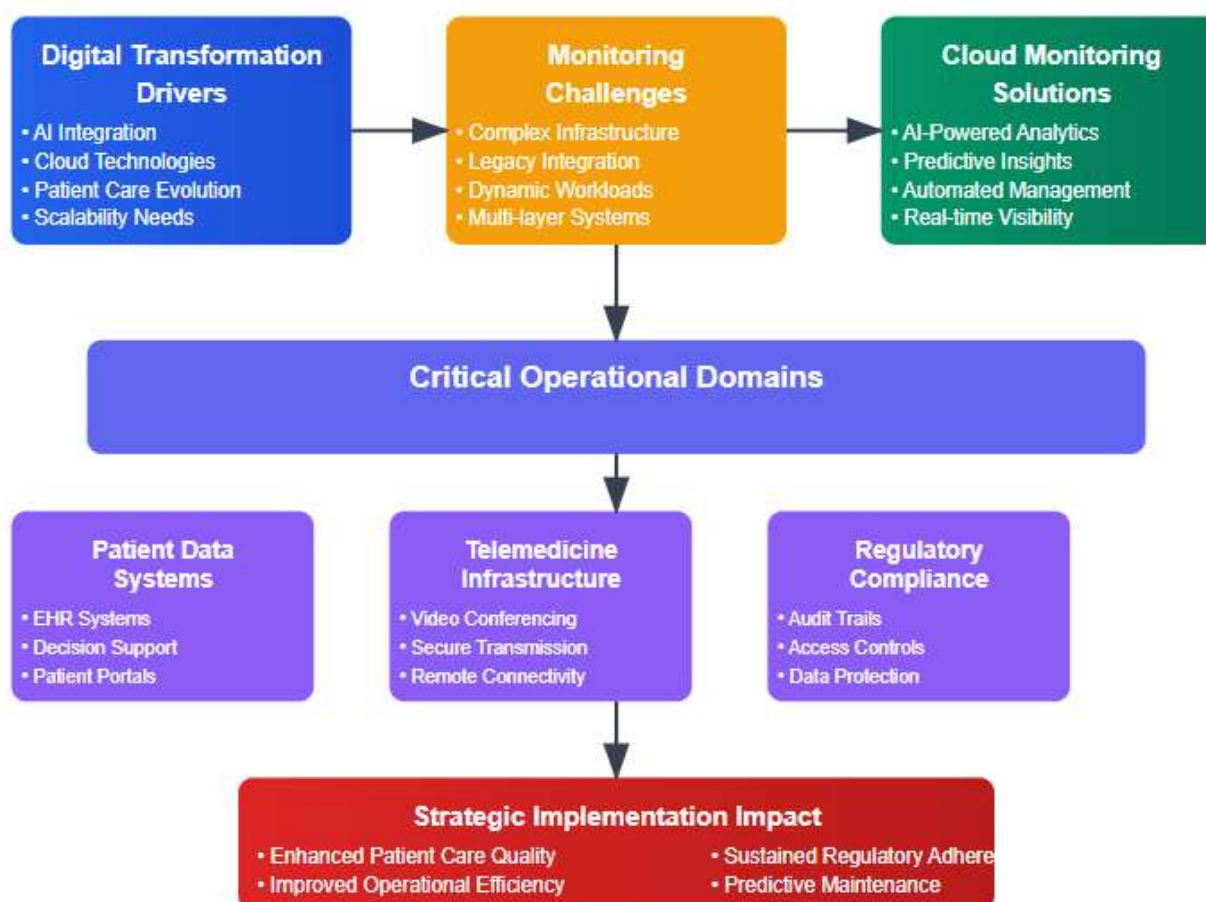 Digital Transformation
Drivers
• AI Integration
• Cloud Technologies
• Patient Care Evolution
• Scalability Needs
Monitoring
Challenges
• Complex Infrastructure
• Legacy Integration
• Dynamic Workloads
• Multi-layer Systems
Cloud Monitoring
Solutions
• AI-Powered Analytics
• Predictive Insights
• Automated Management
• Real-time Visibility
Critical Operational Domains
Patient Data
Systems
• EHR Systems
• Decision Support
• Patient Portals
Telemedicine
Infrastructure
• Video Conferencing
• Secure Transmission
• Remote Connectivity
Regulatory
Compliance
• Audit Trails
• Access Controls
• Data Protection
Strategic Implementation Impact
• Enhanced Patient Care Quality
• Improved Operational Efficiency
• Sustained Regulatory Adhere
• Predictive Maintenance